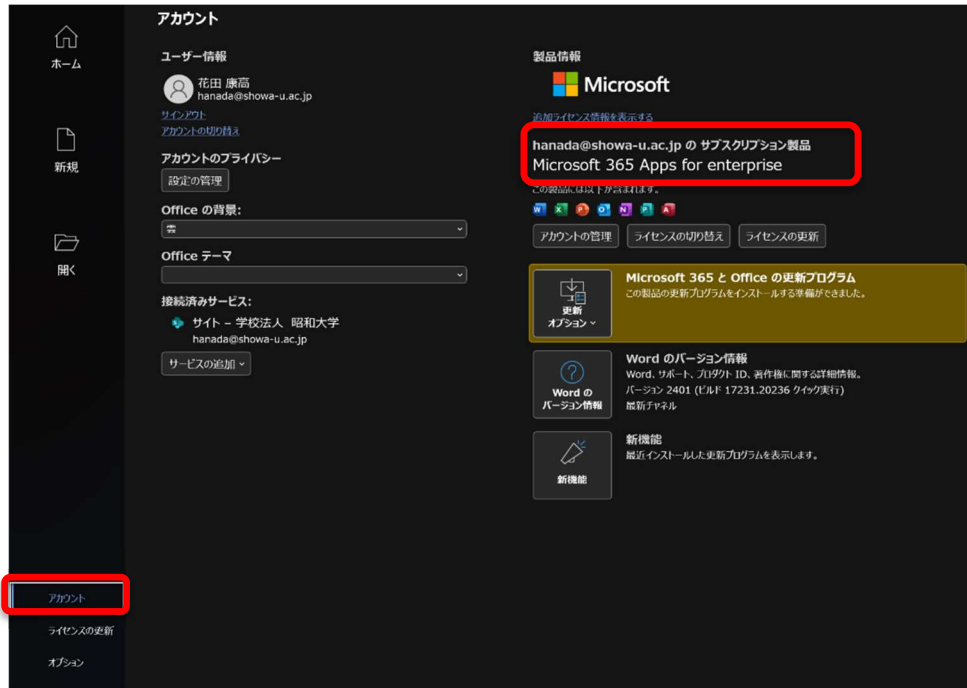 アカウント
ホーム
新規
開く
アカウント
ライセンスの更新
オプション
ユーザー情報
花田 康高
hanada@showa-u.ac.jp
サインアウト
アカウントの切り替え
アカウントのプライバシー
設定の管理
Office の背景:
雲
Office テーマ
接続済みサービス:
サイト – 学校法人 昭和大学
hanada@showa-u.ac.jp
サービスの追加
製品情報
Microsoft
追加ライセンス情報を表示する
hanada@showa-u.ac.jp の サブスクリプション製品
Microsoft 365 Apps for enterprise
この製品には以下が含まれます。
アカウントの管理
ライセンスの切り替え
ライセンスの更新
更新
オプション
Microsoft 365 と Office の更新プログラム
この製品の更新プログラムをインストールする準備ができました。
Word の
バージョン情報
Word のバージョン情報
Word、サポート、プロダクト ID、著作権に関する詳細情報。
バージョン 2401 (ビルド 17231.20236 クイック実行)
最新チャネル
新機能
新機能
最近インストールした更新プログラムを表示します。